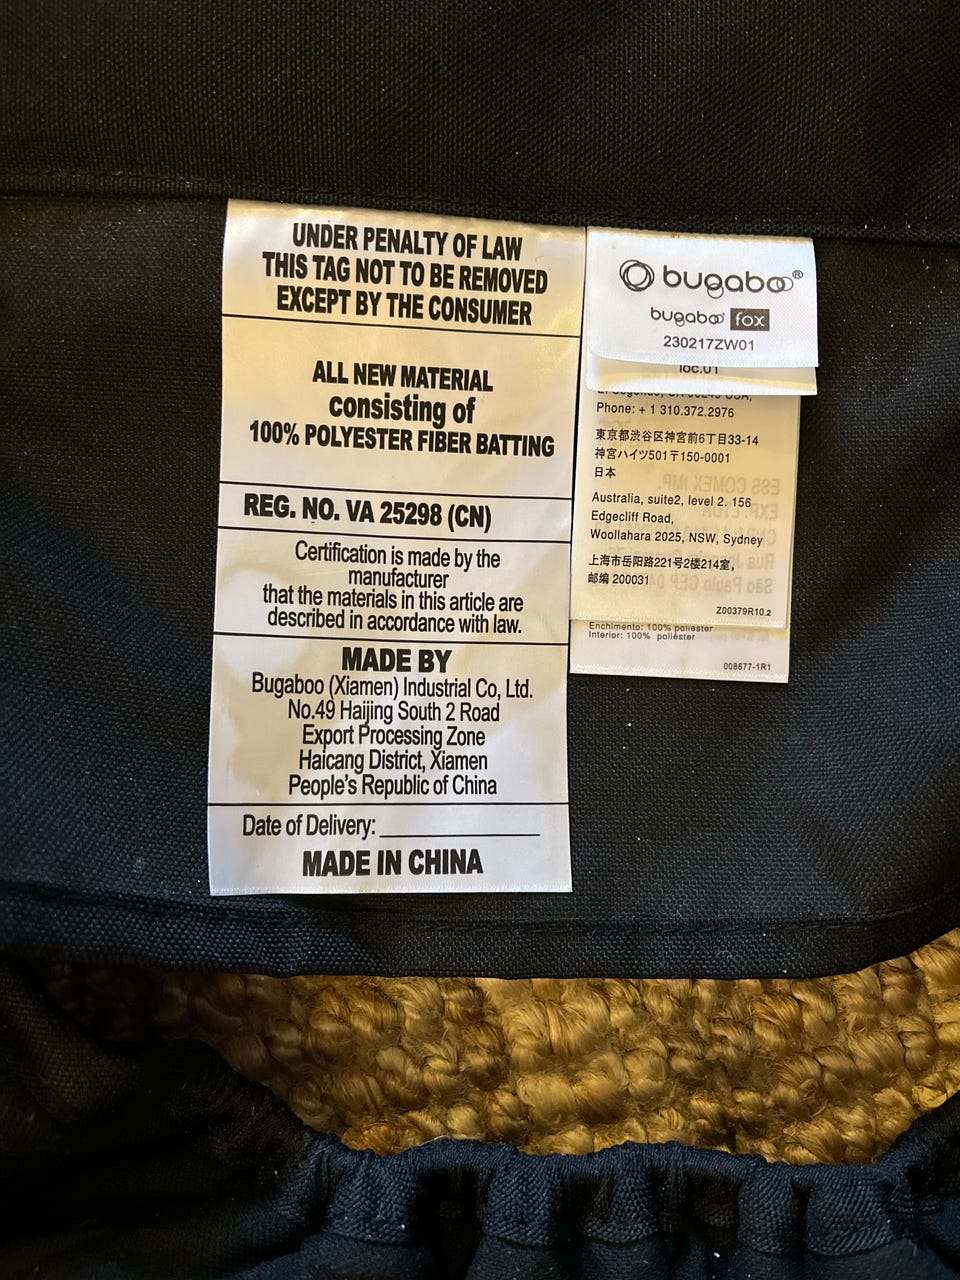 UNDER PENALTY OF LAW
THIS TAG NOT TO BE REMOVED
EXCEPT BY THE CONSUMER
ALL NEW MATERIAL
consisting of
100% POLYESTER FIBER BATTING
REG. NO. VA 25298 (CN)
Certification is made by the
manufacturer
that the materials in this article are
described in accordance with law.
MADE BY
Bugaboo (Xiamen) Industrial Co, Ltd.
No.49 Haijing South 2 Road
Export Processing Zone
Haicang District, Xiamen
People's Republic of China
Date of Delivery:
MADE IN CHINA
bugaboo®
bugaboo fox
230217ZW01
loc.01
El Segundo, CA 90245 USA,
Phone: + 1 310.372.2976
東京都渋谷区神宮前6丁目33-14
神宮ハイツ501〒150-0001
日本
Australia, suite2, level 2. 156
Edgecliff Road,
Woollahara 2025, NSW, Sydney
上海市岳阳路221号2楼214室,
邮编 200031
Z00379R10.2
Enchimento: 100% poliéster
Interior: 100% poliéster
008677-1R1